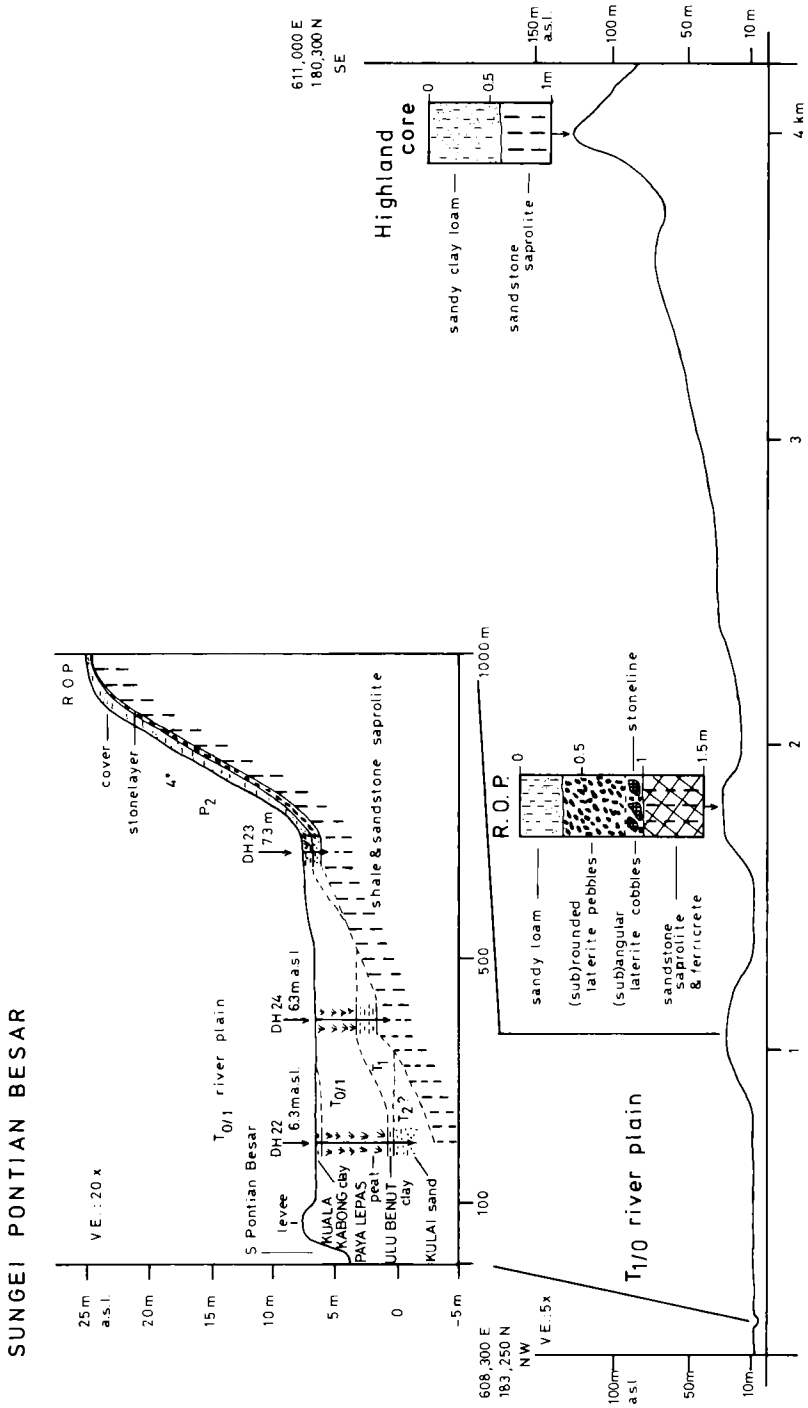 SUNGEI PONTIAN BESAR
V E. : 20 x
25 m
a.s.l.
20 m
15 m
10 m
5 m
0
-5 m
S Pontian Besar
levee
T0/1 river plain
DH22
6.3 m a.s.l.
DH 24
6.3 m a.s.l
DH 23
7.3 m
KUALA
KABONG clay
PAYA LEPAS
peat
ULU BENUT
clay
KULAI sand
T0/1
T1
T2?
cover
stonelayer
4°
P2
R O P
shale & sandstone saprolite
100
500
1000 m
608,300 E
183,250 N
NW
V E.: 5x
100m
a s.l
50m
10m
T1/0 river plain
R.O.P.
0
0.5
1
1.5 m
sandy loam
(sub)rounded
laterite pebbles
(sub)angular
laterite cobbles
sandstone
saprolite
& ferricrete
stoneline
Highland
core
0
0.5
1m
sandy clay loam
sandstone
saprolite
611,000 E
180,300 N
SE
150 m
a.s.l.
100 m
50 m
10 m
1
2
3
4 km